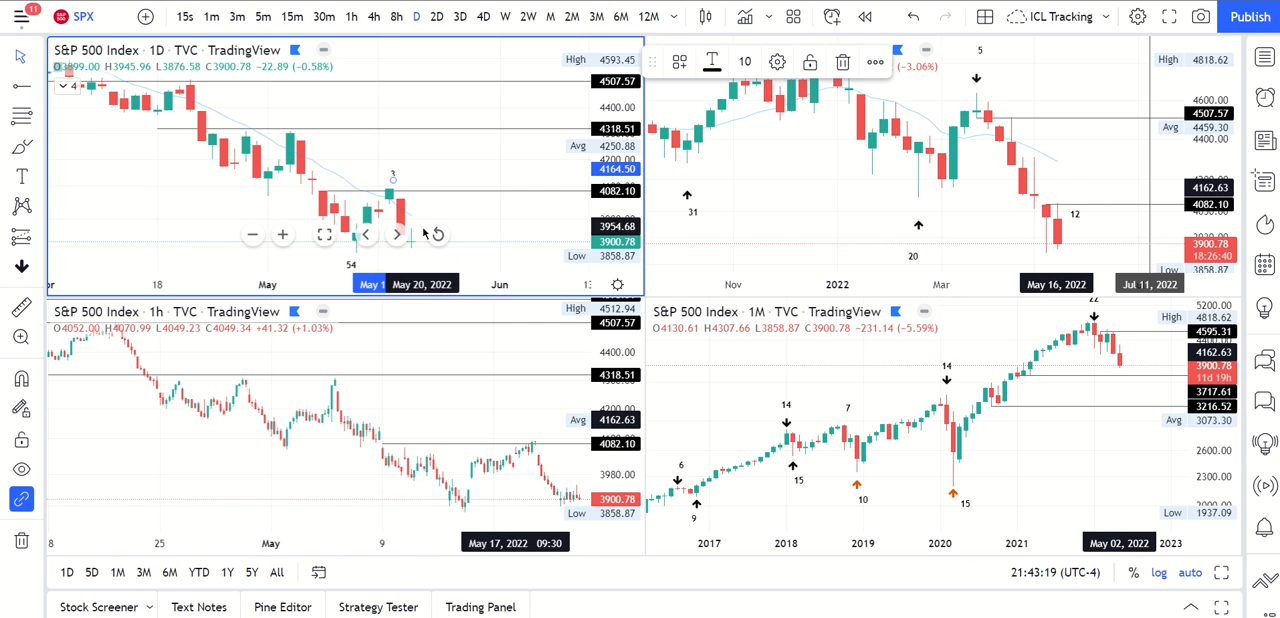 11
SPX
15s 1m 3m 5m 15m 30m 1h 4h 8h D 2D 3D 4D W 2W M 2M 3M 6M 12M
ICL Tracking
Publish
S&P 500 Index · 1D · TVC · TradingView
O3899.00 H3945.96 L3876.58 C3900.78 −22.89 (−0.58%)
4
High 4593.45
4507.57
4400.00
4318.51
Avg 4250.88
4200.00
4164.50
4082.10
3954.68
3900.78
Low 3858.87
3
54
18 May May 20, 2022 Jun
10
(−3.06%)
High 4818.62
4600.00
4507.57
Avg 4459.30
4400.00
4162.63
4082.10
3900.78
18:26:40
3858.87
5
31
20
12
Nov 2022 Mar May 16, 2022 Jul 11, 2022
S&P 500 Index · 1h · TVC · TradingView
O4052.00 H4070.99 L4049.23 C4049.34 +41.32 (+1.03%)
High 4512.94
4507.57
4400.00
4318.51
4200.00
Avg 4162.63
4082.10
3980.00
3900.78
Low 3858.87
8 25 May 9 May 17, 2022 09:30
S&P 500 Index · 1M · TVC · TradingView
O4130.61 H4307.66 L3858.87 C3900.78 −231.14 (−5.59%)
5200.00
High 4818.62
4595.31
4162.63
3900.78
11d 19h
3717.61
3216.52
Avg 3073.30
2600.00
2300.00
Low 1937.09
22
14
14
7
6
15
10
15
9
2017 2018 2019 2020 2021 May 02, 2022 2023
1D 5D 1M 3M 6M YTD 1Y 5Y All
21:43:19 (UTC-4) % log auto
Stock Screener Text Notes Pine Editor Strategy Tester Trading Panel